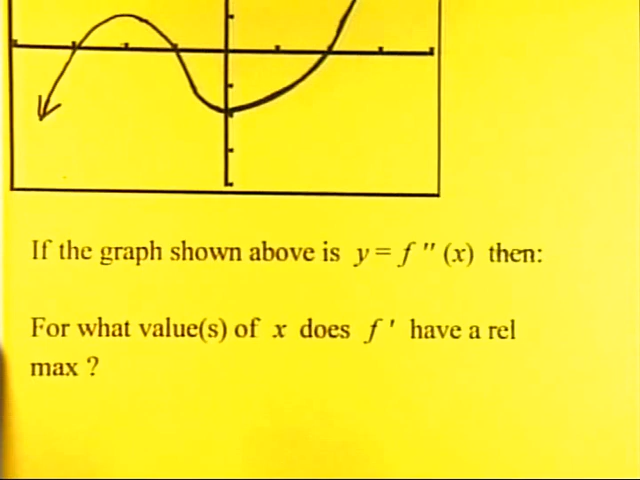 If the graph shown above is y = f " (x) then:
For what value(s) of x does f ' have a rel
max ?